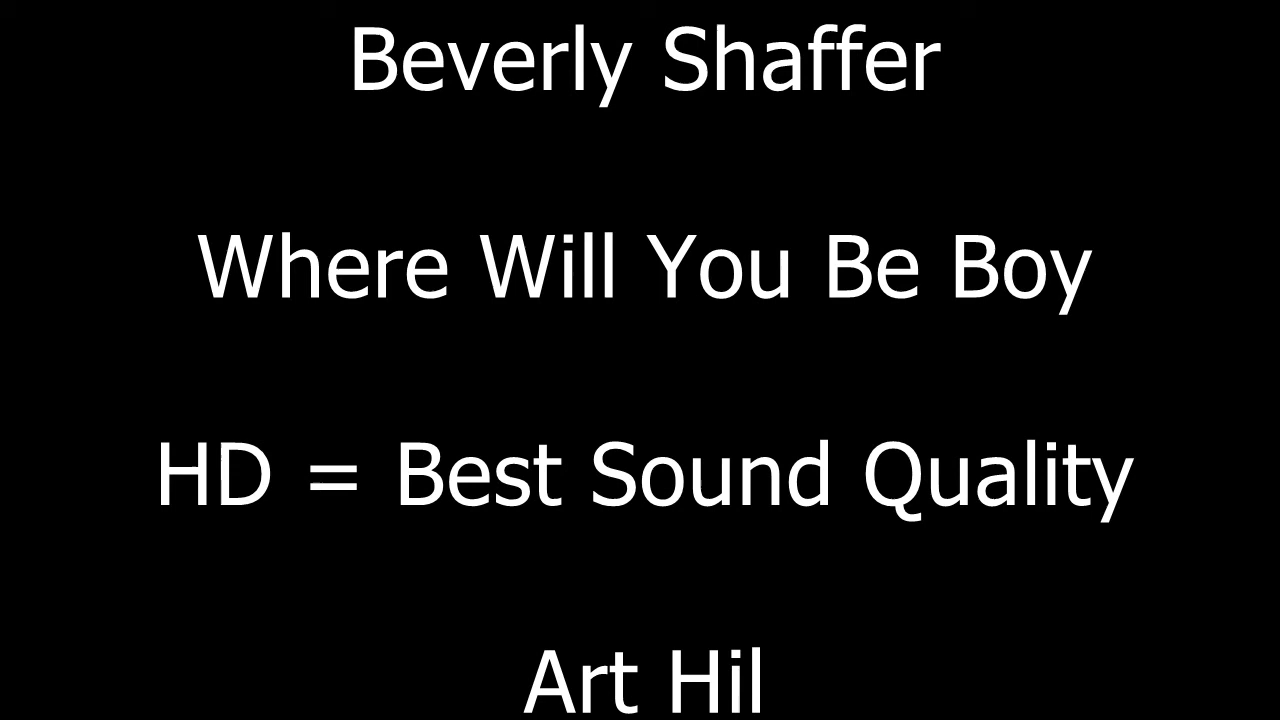 Beverly Shaffer
Where Will You Be Boy
HD = Best Sound Quality
Art Hil